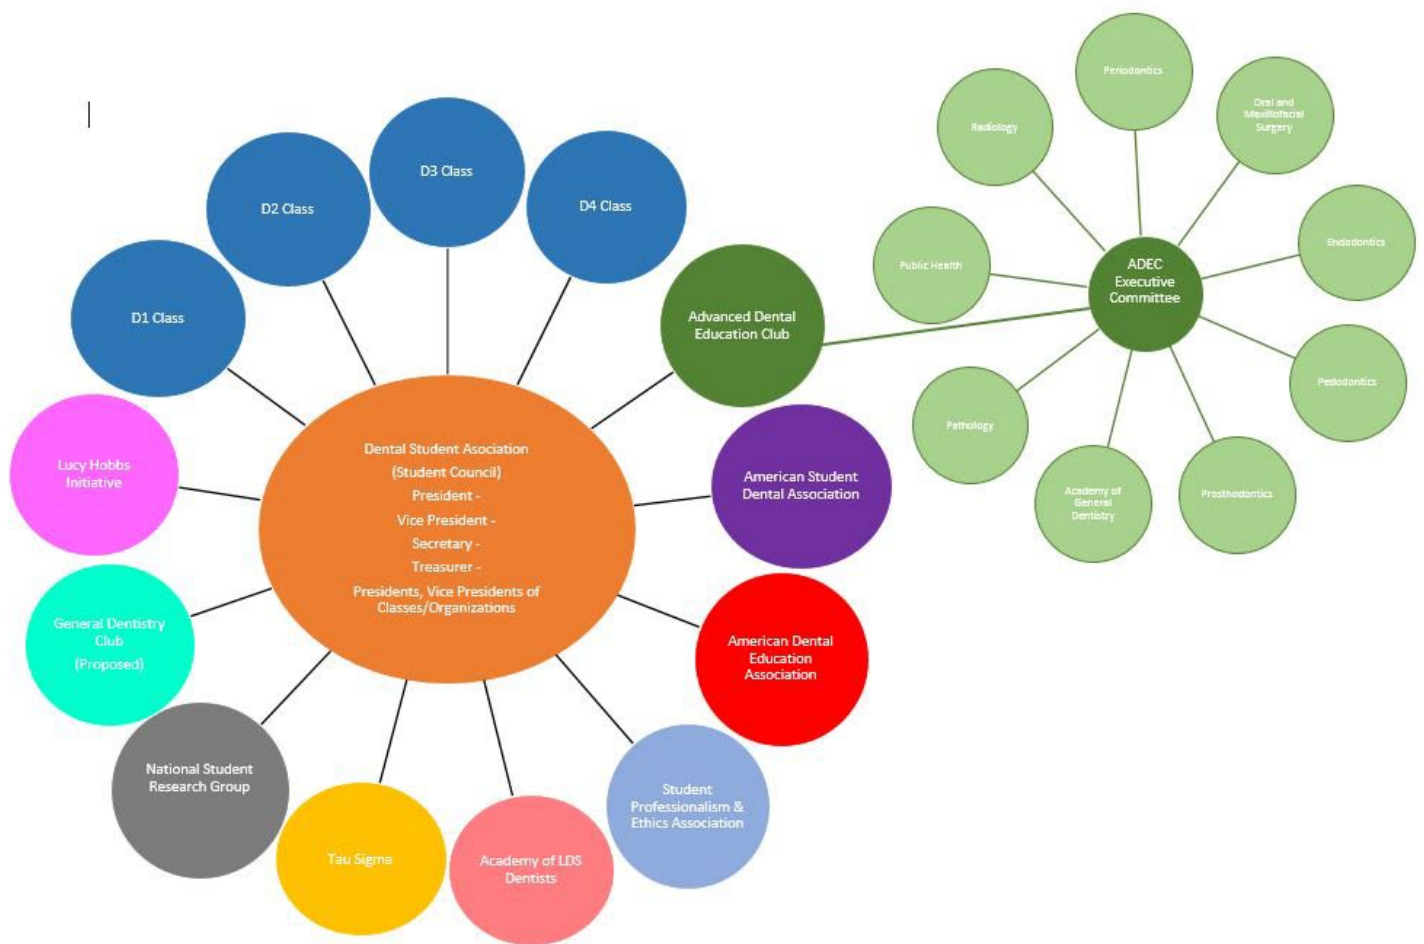 Periodontics
Oral and
Maxillofacial
Surgery
Radiology
D3 Class
D2 Class
D4 Class
Endodontics
Public Health
ADEC
Executive
Committee
D1 Class
Advanced Dental
Education Club
Pedodontics
Pathology
Lucy Hobbs
Initiative
Dental Student Asociation
(Student Council)
President -
Vice President -
Secretary -
Treasurer -
Presidents, Vice Presidents of
Classes/Organizations
American Student
Dental Association
Academy of
General
Dentistry
Prosthodontics
General Dentistry
Club
(Proposed)
American Dental
Education
Association
National Student
Research Group
Student
Professionalism &
Ethics Association
Tau Sigma
Academy of LDS
Dentists